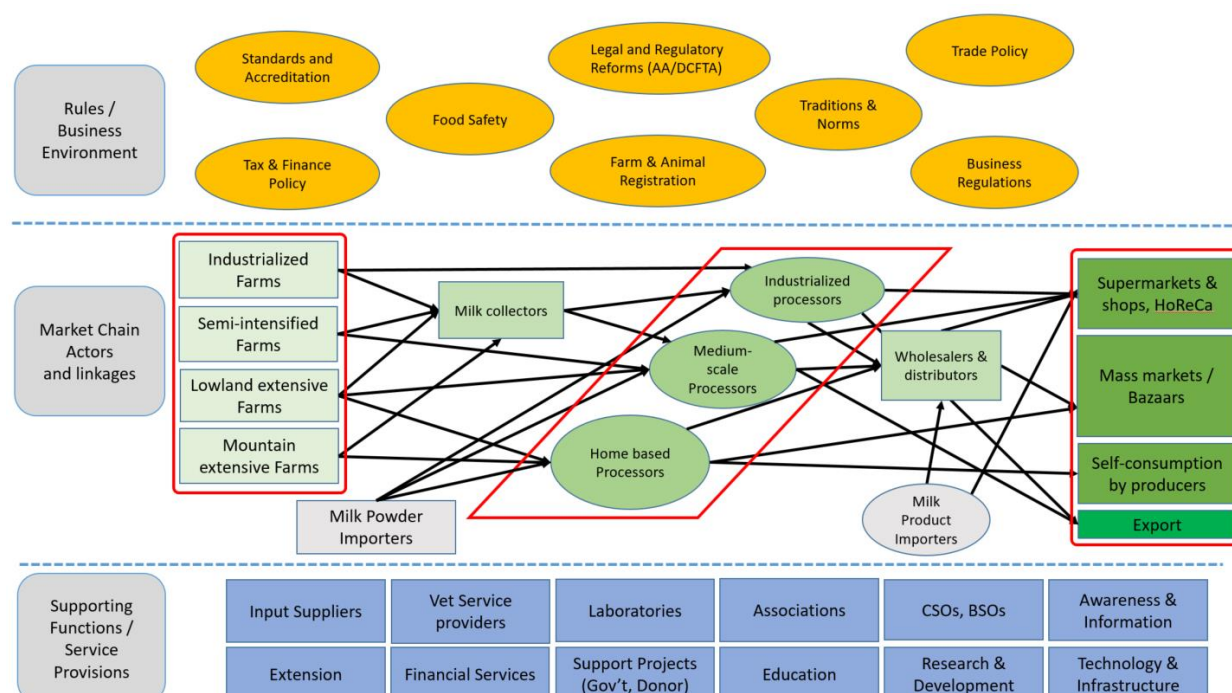 Rules /
Business
Environment
Standards and
Accreditation
Legal and Regulatory
Reforms (AA/DCFTA)
Trade Policy
Food Safety
Traditions &
Norms
Tax & Finance
Policy
Farm & Animal
Registration
Business
Regulations
Market Chain
Actors
and linkages
Industrialized
Farms
Semi-intensified
Farms
Lowland extensive
Farms
Mountain
extensive Farms
Milk collectors
Milk Powder
Importers
Industrialized
processors
Medium-
scale
Processors
Home based
Processors
Wholesalers &
distributors
Milk
Product
Importers
Supermarkets &
shops, HoReCa
Mass markets /
Bazaars
Self-consumption
by producers
Export
Supporting
Functions /
Service
Provisions
Input Suppliers
Vet Service
providers
Laboratories
Associations
CSOs, BSOs
Awareness &
Information
Extension
Financial Services
Support Projects
(Gov't, Donor)
Education
Research &
Development
Technology &
Infrastructure